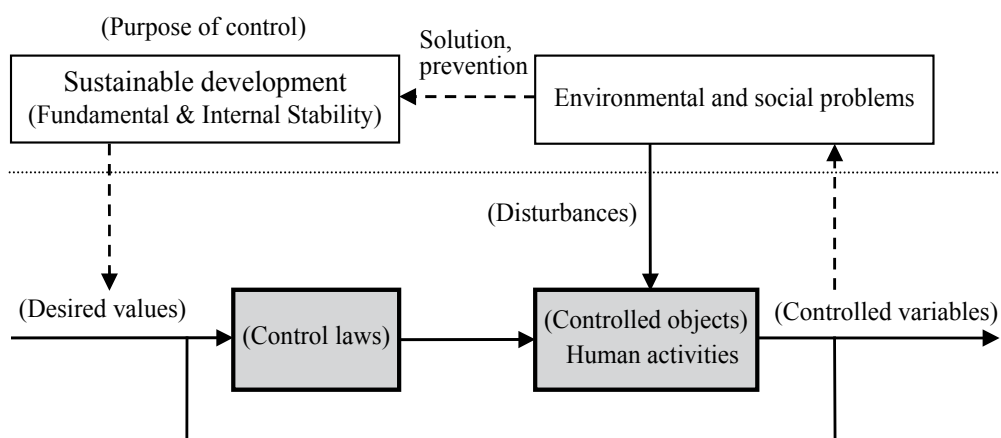 (Purpose of control)
Solution,
prevention
Sustainable development
(Fundamental & Internal Stability)
Environmental and social problems
(Disturbances)
(Desired values)
(Control laws)
(Controlled objects)
Human activities
(Controlled variables)